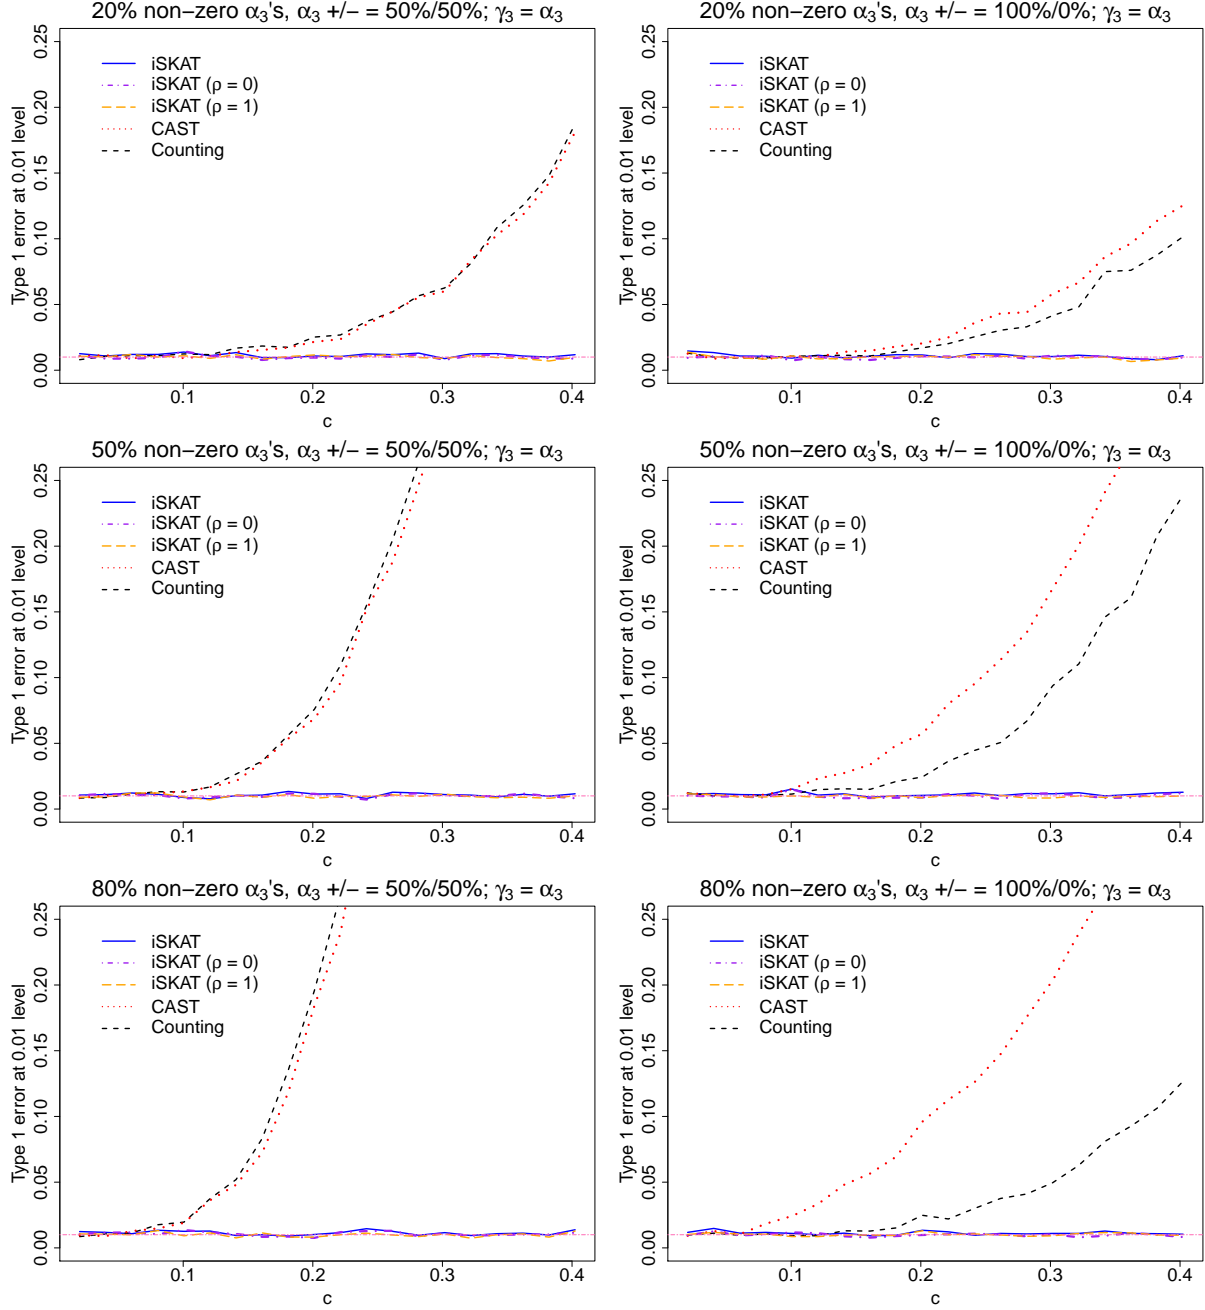 20% non−zero α₃'s, α₃ +/− = 50%/50%; γ₃ = α₃
Type 1 error at 0.01 level
0.25
0.20
0.15
0.10
0.05
0.00
iSKAT
iSKAT (ρ = 0)
iSKAT (ρ = 1)
CAST
Counting
0.1 0.2 0.3 0.4
c
20% non−zero α₃'s, α₃ +/− = 100%/0%; γ₃ = α₃
Type 1 error at 0.01 level
0.25
0.20
0.15
0.10
0.05
0.00
iSKAT
iSKAT (ρ = 0)
iSKAT (ρ = 1)
CAST
Counting
0.1 0.2 0.3 0.4
c
50% non−zero α₃'s, α₃ +/− = 50%/50%; γ₃ = α₃
Type 1 error at 0.01 level
0.25
0.20
0.15
0.10
0.05
0.00
iSKAT
iSKAT (ρ = 0)
iSKAT (ρ = 1)
CAST
Counting
0.1 0.2 0.3 0.4
c
50% non−zero α₃'s, α₃ +/− = 100%/0%; γ₃ = α₃
Type 1 error at 0.01 level
0.25
0.20
0.15
0.10
0.05
0.00
iSKAT
iSKAT (ρ = 0)
iSKAT (ρ = 1)
CAST
Counting
0.1 0.2 0.3 0.4
c
80% non−zero α₃'s, α₃ +/− = 50%/50%; γ₃ = α₃
Type 1 error at 0.01 level
0.25
0.20
0.15
0.10
0.05
0.00
iSKAT
iSKAT (ρ = 0)
iSKAT (ρ = 1)
CAST
Counting
0.1 0.2 0.3 0.4
c
80% non−zero α₃'s, α₃ +/− = 100%/0%; γ₃ = α₃
Type 1 error at 0.01 level
0.25
0.20
0.15
0.10
0.05
0.00
iSKAT
iSKAT (ρ = 0)
iSKAT (ρ = 1)
CAST
Counting
0.1 0.2 0.3 0.4
c